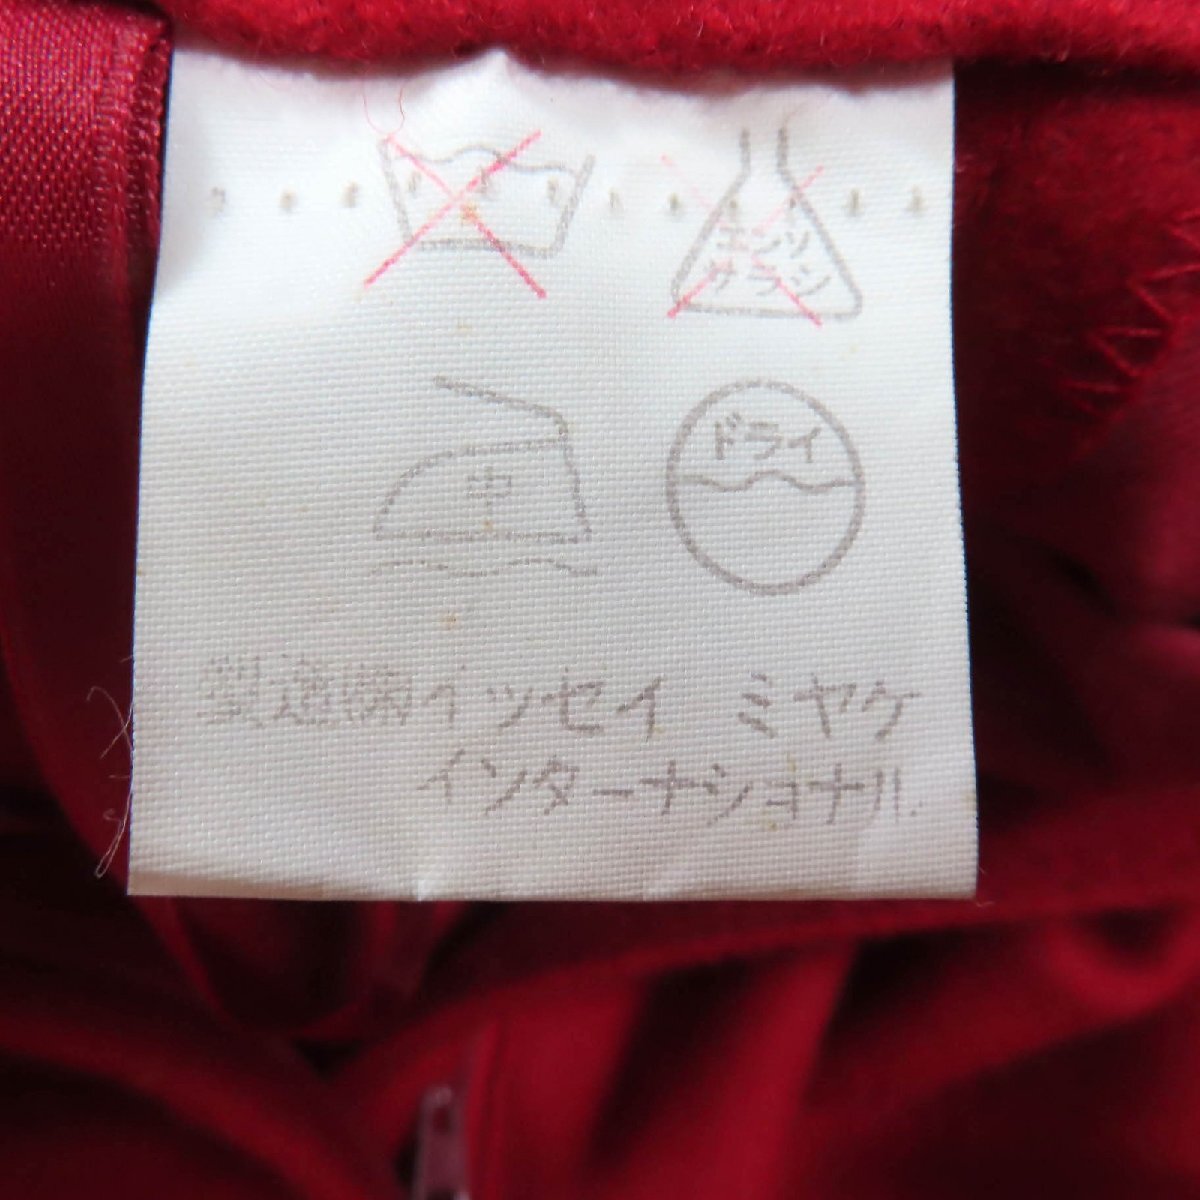 エンソ
サラシ
中
ドライ
製造㈱イッセイ ミヤケ
インターナショナル